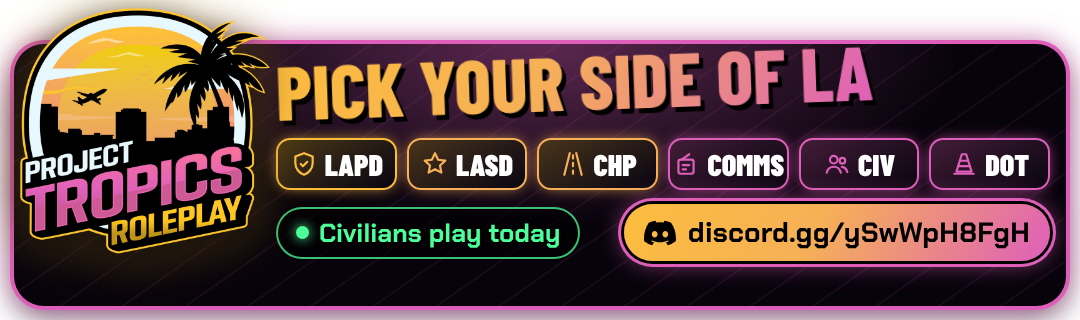 PROJECT
TROPICS
ROLEPLAY
PICK YOUR SIDE OF LA
LAPD LASD CHP COMMS CIV DOT
Civilians play today
discord.gg/ySwWpH8FgH